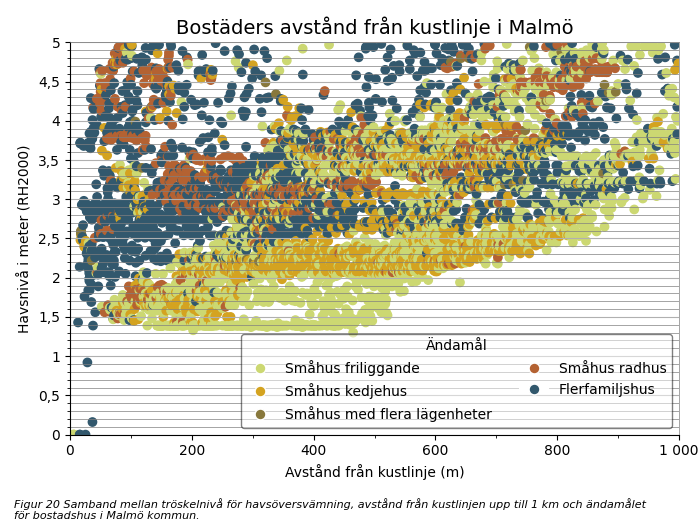 Bostäders avstånd från kustlinje i Malmö
Havsnivå i meter (RH2000)
5
4,5
4
3,5
3
2,5
2
1,5
1
0,5
0
0
200
400
600
800
1 000
Avstånd från kustlinje (m)
Ändamål
Småhus friliggande
Småhus kedjehus
Småhus med flera lägenheter
Småhus radhus
Flerfamiljshus
Figur 20 Samband mellan tröskelnivå för havsöversvämning, avstånd från kustlinjen upp till 1 km och ändamålet
för bostadshus i Malmö kommun.